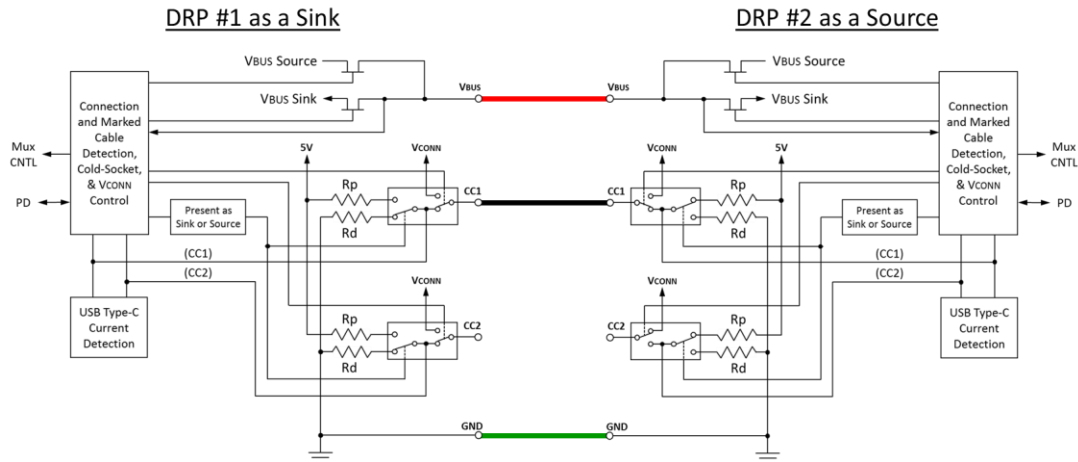 DRP #1 as a Sink
VBUS Source
VBUS Sink
VBUS
Connection
and Marked
Cable
Detection,
Cold-Socket,
& VCONN
Control
Mux
CNTL
PD
5V
VCONN
CC1
Rp
Rd
Present as
Sink or Source
(CC1)
(CC2)
VCONN
CC2
Rp
Rd
USB Type-C
Current
Detection
GND
DRP #2 as a Source
VBUS Source
VBUS Sink
VBUS
Connection
and Marked
Cable
Detection,
Cold-Socket,
& VCONN
Control
Mux
CNTL
PD
VCONN
5V
CC1
Rp
Rd
Present as
Sink or Source
(CC1)
(CC2)
VCONN
CC2
Rp
Rd
USB Type-C
Current
Detection
GND